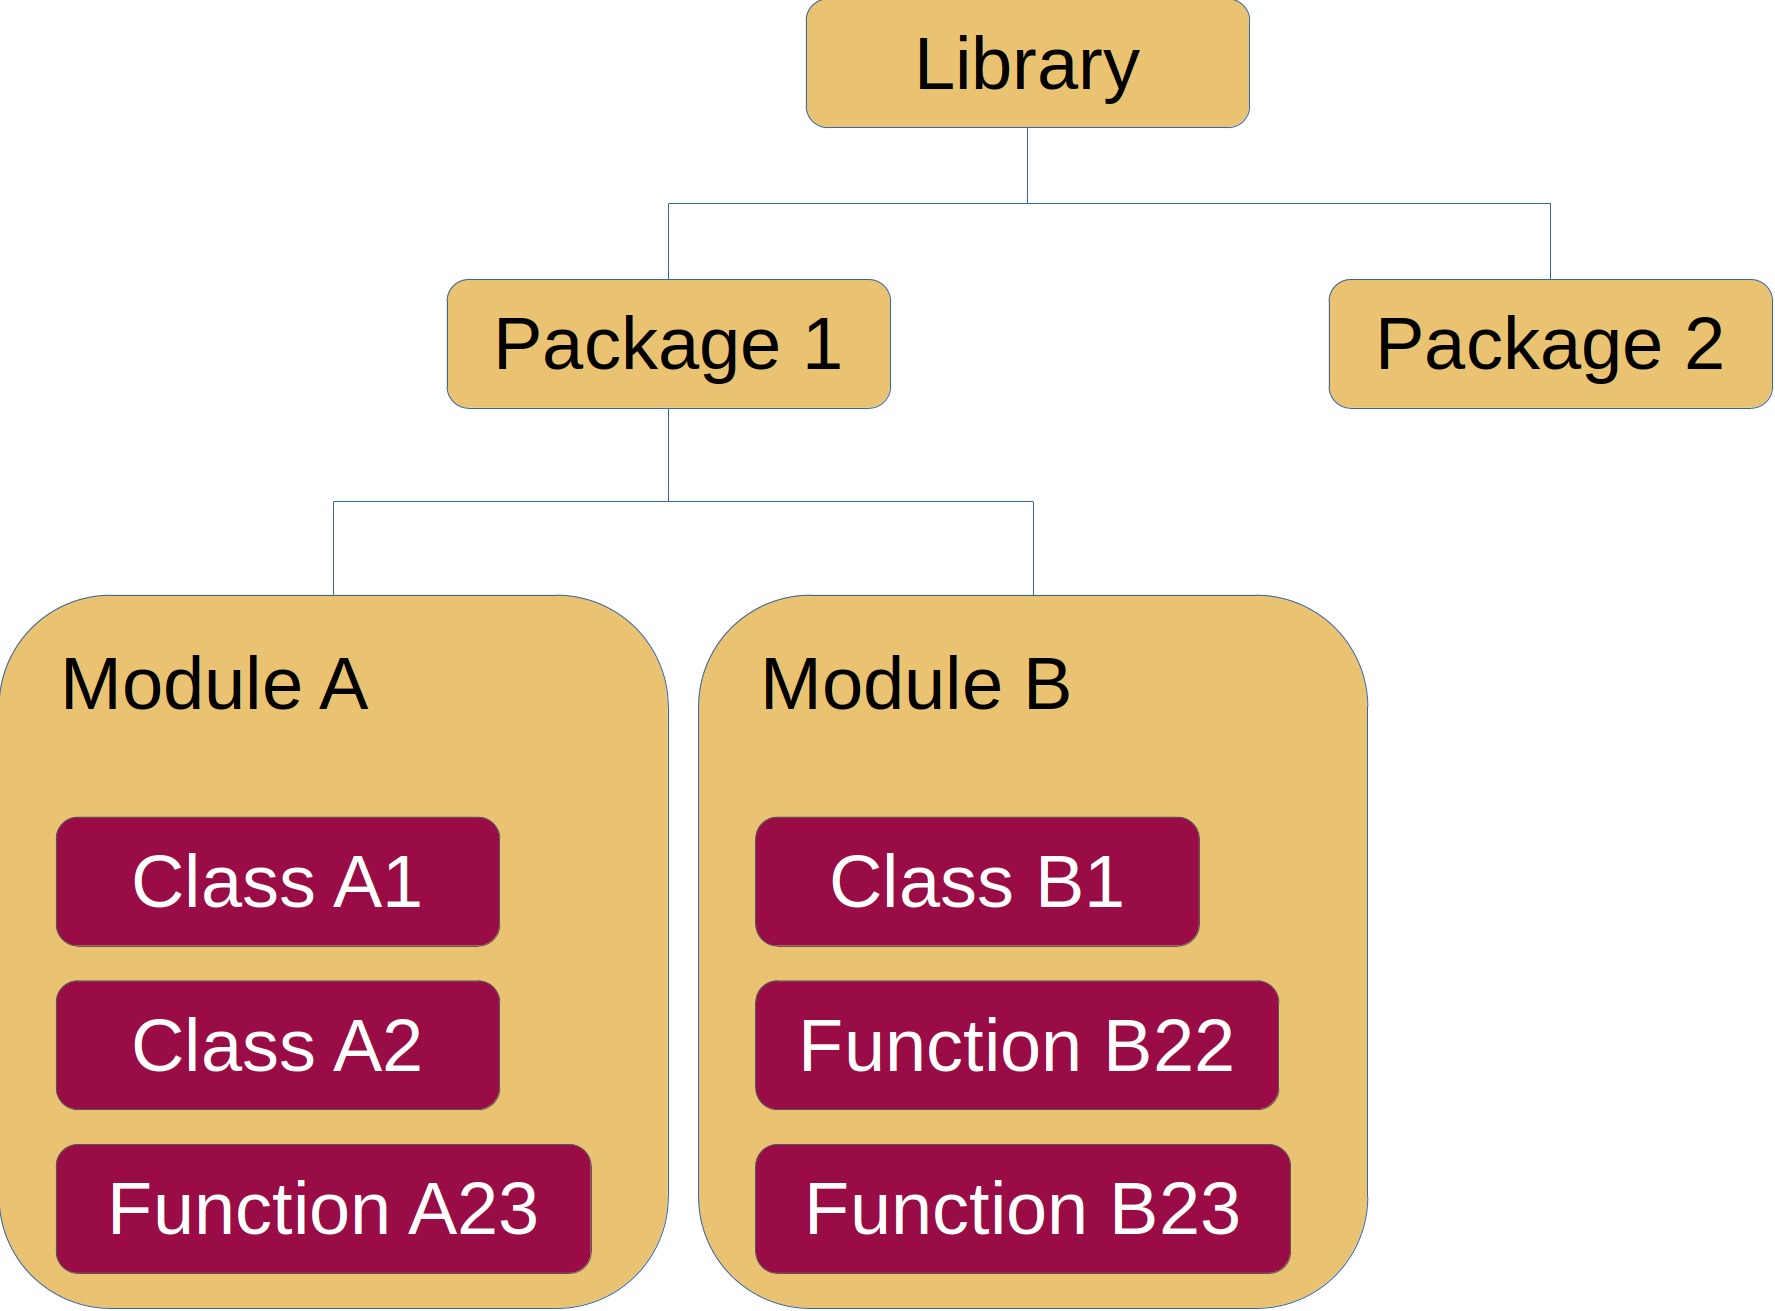 Library
Package 1
Package 2
Module A
Class A1
Class A2
Function A23
Module B
Class B1
Function B22
Function B23